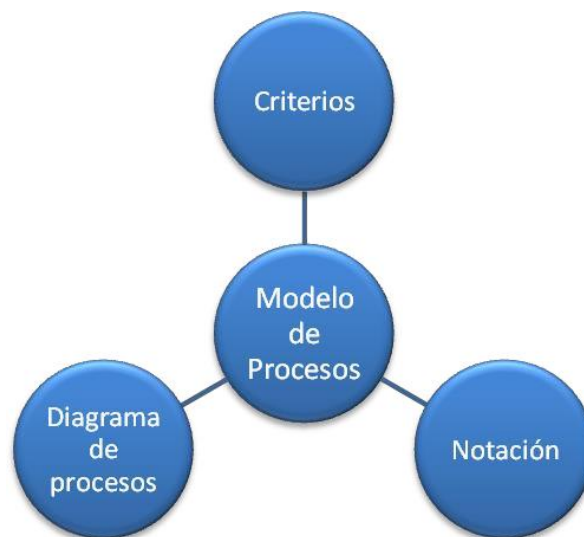 Criterios
Modelo
de
Procesos
Diagrama
de
procesos
Notación